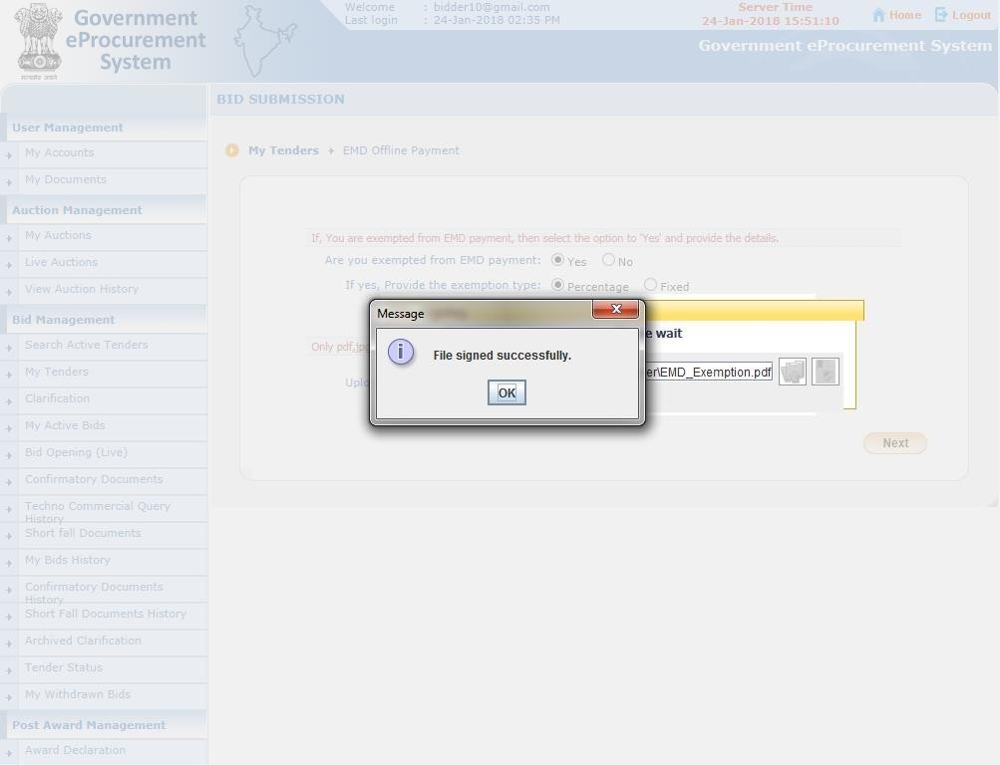 Government
eProcurement
System
Welcome : bidder10@gmail.com
Last login : 24-Jan-2018 02:35 PM
Server Time
24-Jan-2018 15:51:10
Home
Logout
Government eProcurement System
BID SUBMISSION
User Management
My Accounts
My Documents
Auction Management
My Auctions
Live Auctions
View Auction History
Bid Management
Search Active Tenders
My Tenders
Clarification
My Active Bids
Bid Opening (Live)
Confirmatory Documents
Techno Commercial Query
History
Short fall Documents
My Bids History
Confirmatory Documents
History
Short Fall Documents History
Archived Clarification
Tender Status
My Withdrawn Bids
Post Award Management
Award Declaration
My Tenders EMD Offline Payment
If, You are exempted from EMD payment, then select the option to 'Yes' and provide the details.
Are you exempted from EMD payment: Yes No
If yes, Provide the exemption type: Percentage Fixed
Message
File signed successfully.
OK
wait
Only pdf,
\EMD_Exemption.pdf
Next